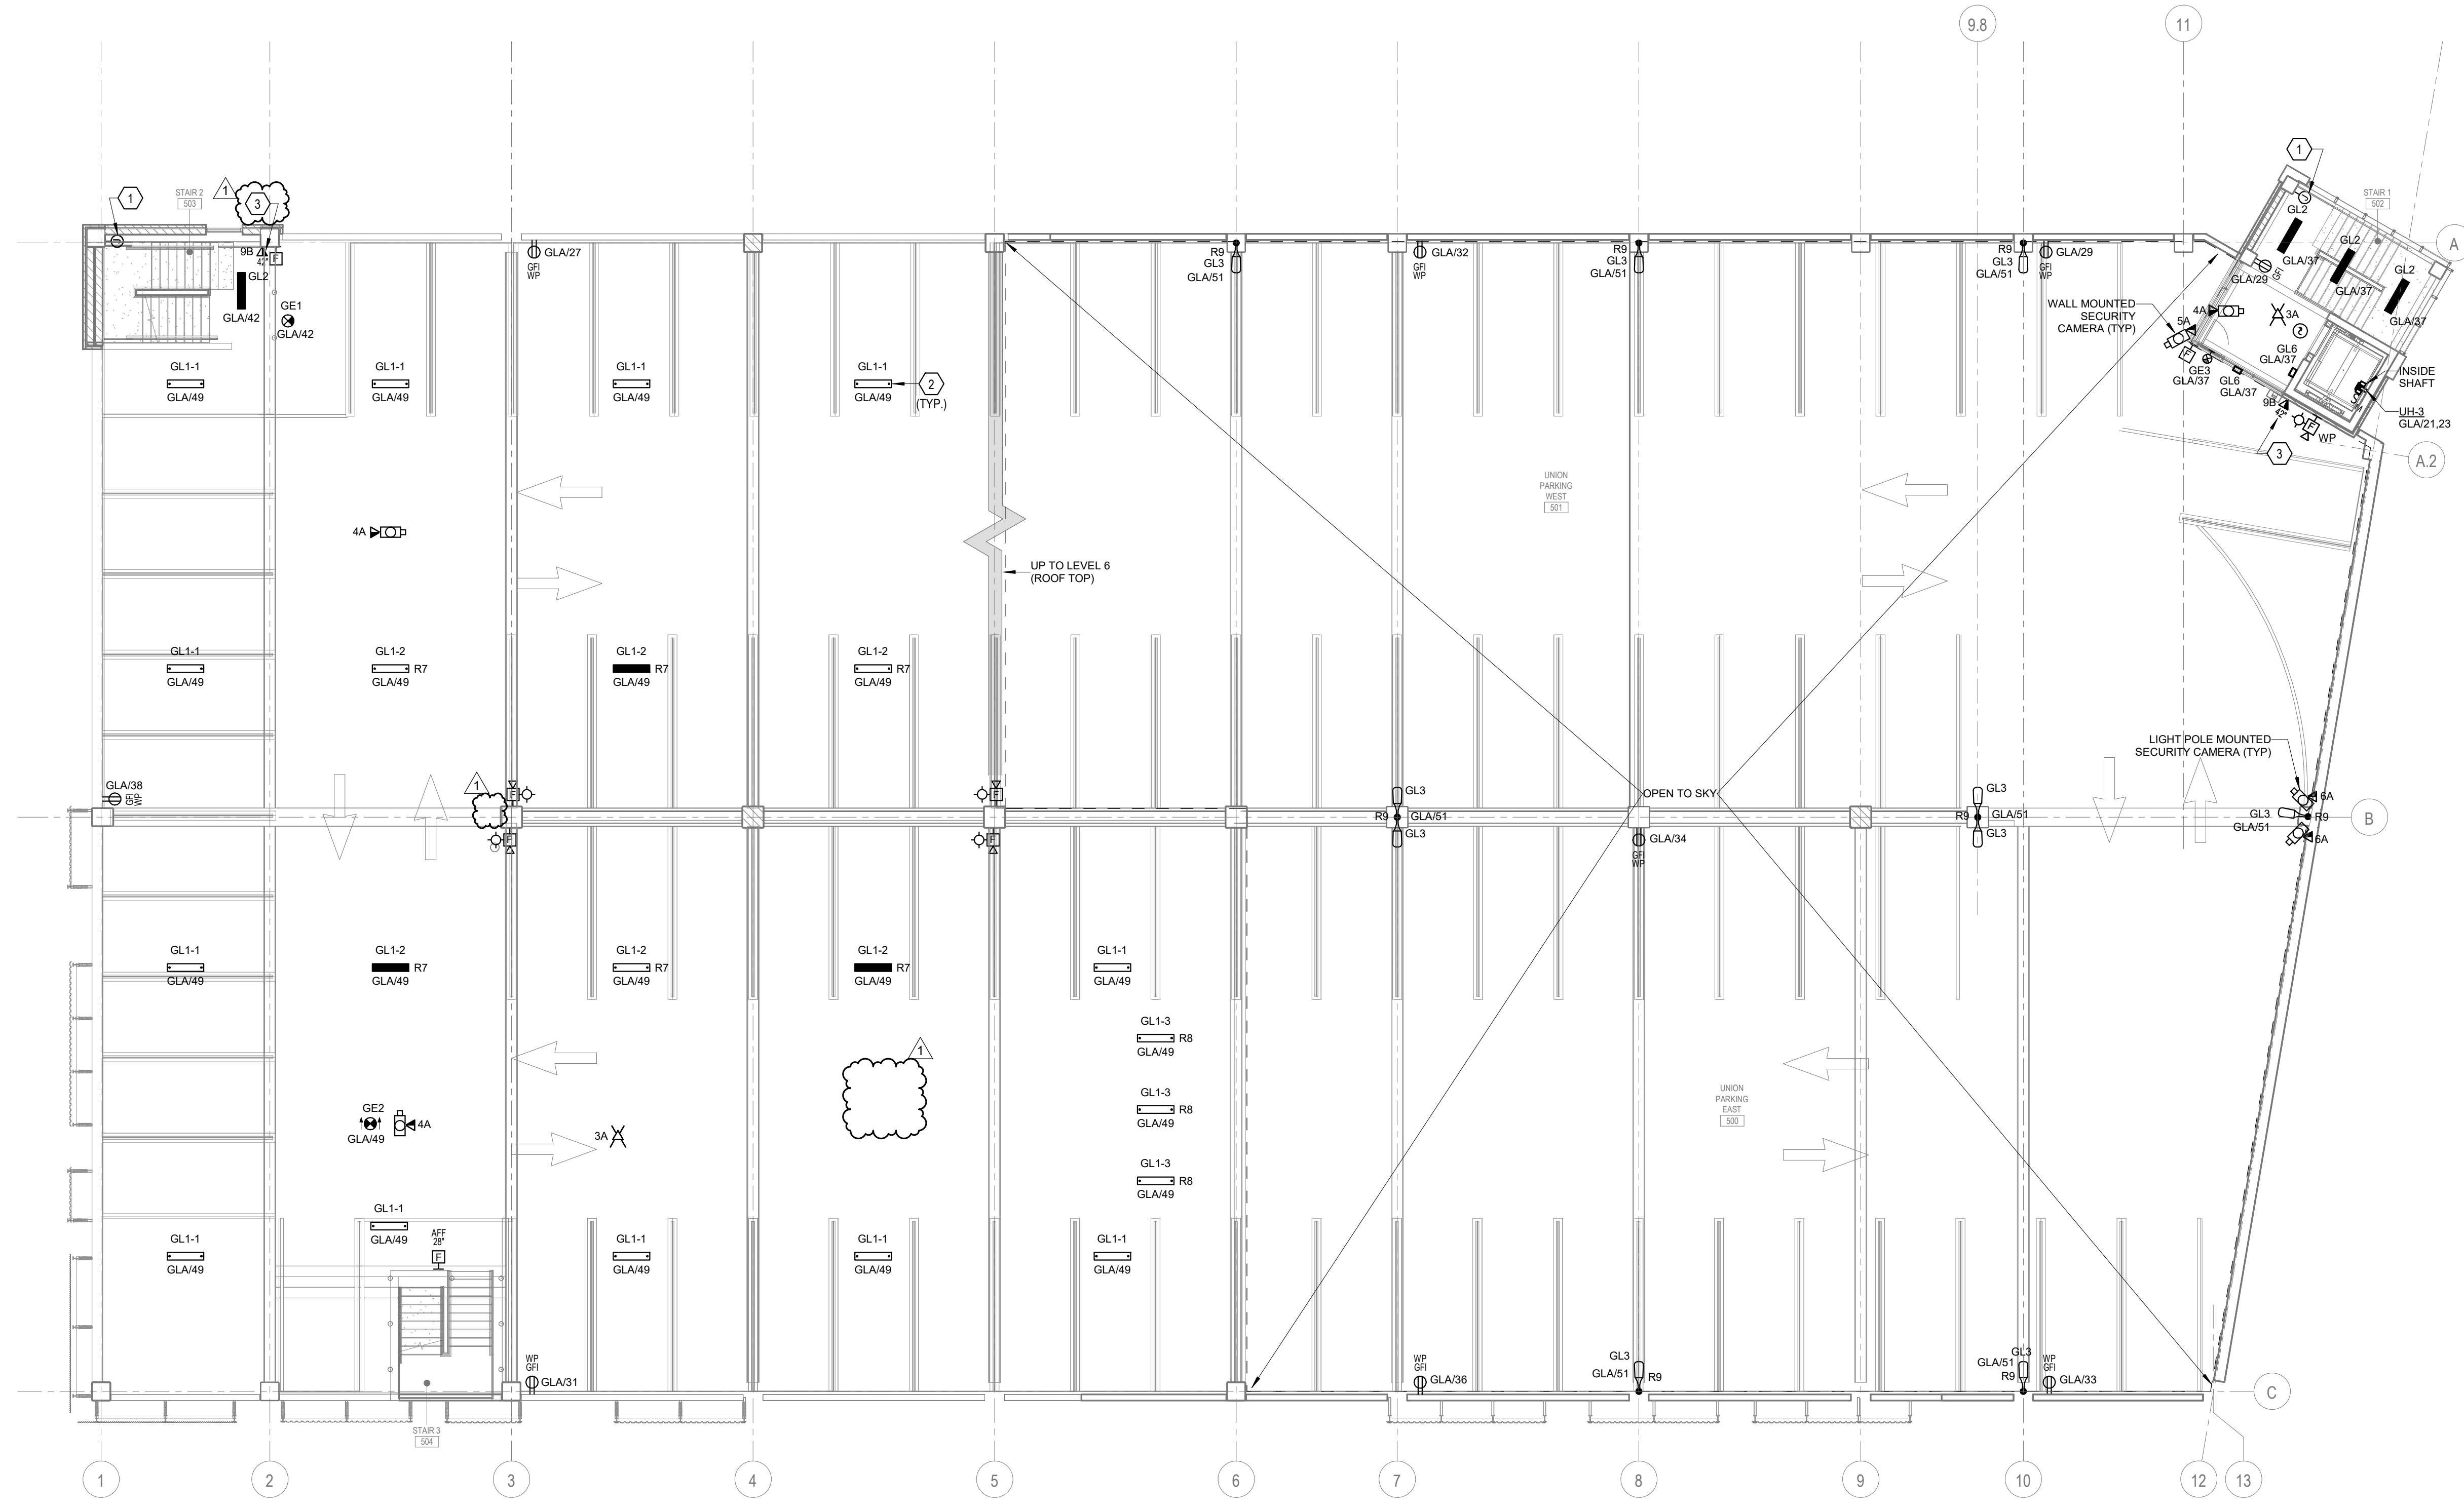 9.8
11
1
STAIR 2
503
1
3
9B
42"
F
GL2
GLA/42
GE1
GLA/42
GLA/27
GFI
WP
R9
GL3
GLA/51
GLA/32
GFI
WP
R9
GL3
GLA/51
R9
GL3
GLA/51
GLA/29
GFI
WP
1
STAIR 1
502
GL2
GLA/37
GL2
GLA/37
GL2
GLA/37
A
GLA/29
GFI
WALL MOUNTED
SECURITY
CAMERA (TYP)
4A
5A
3A
F
GE3
GLA/37
GL6
GLA/37
GL6
GLA/37
INSIDE
SHAFT
UH-3
GLA/21,23
9B
42"
F
WP
3
A.2
GL1-1
GLA/49
GL1-1
GLA/49
GL1-1
GLA/49
GL1-1
GLA/49
2
(TYP.)
UNION
PARKING
WEST
501
4A
UP TO LEVEL 6
(ROOF TOP)
GL1-1
GLA/49
GL1-2
R7
GLA/49
GL1-2
R7
GLA/49
GL1-2
R7
GLA/49
LIGHT POLE MOUNTED
SECURITY CAMERA (TYP)
GLA/38
GFI
WP
1
F
F
F
F
GL3
R9
GLA/51
GL3
OPEN TO SKY
GLA/34
GFI
WP
GL3
R9
GLA/51
GL3
6A
GL3
GLA/51
R9
6A
B
GL1-1
GLA/49
GL1-2
R7
GLA/49
GL1-2
R7
GLA/49
GL1-2
R7
GLA/49
GL1-1
GLA/49
GL1-3
R8
GLA/49
1
GL1-3
R8
GLA/49
GL1-3
R8
GLA/49
UNION
PARKING
EAST
500
GE2
GLA/49
4A
3A
GL1-1
GLA/49
GL1-1
GLA/49
AFF
28"
F
GL1-1
GLA/49
GL1-1
GLA/49
GL1-1
GLA/49
WP
GFI
GLA/31
WP
GFI
GLA/36
GL3
GLA/51
R9
GL3
GLA/51
R9
WP
GFI
GLA/33
C
STAIR 3
504
1
2
3
4
5
6
7
8
9
10
12
13